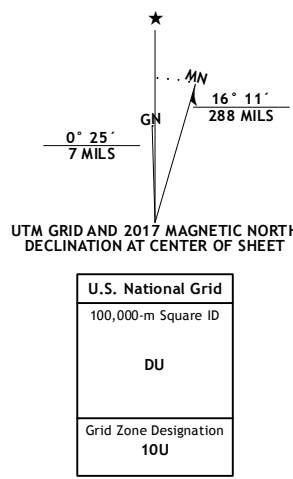 MN
GN
16° 11´
288 MILS
0° 25´
7 MILS
UTM GRID AND 2017 MAGNETIC NORTH
DECLINATION AT CENTER OF SHEET
U.S. National Grid
100,000-m Square ID
DU
Grid Zone Designation
10U